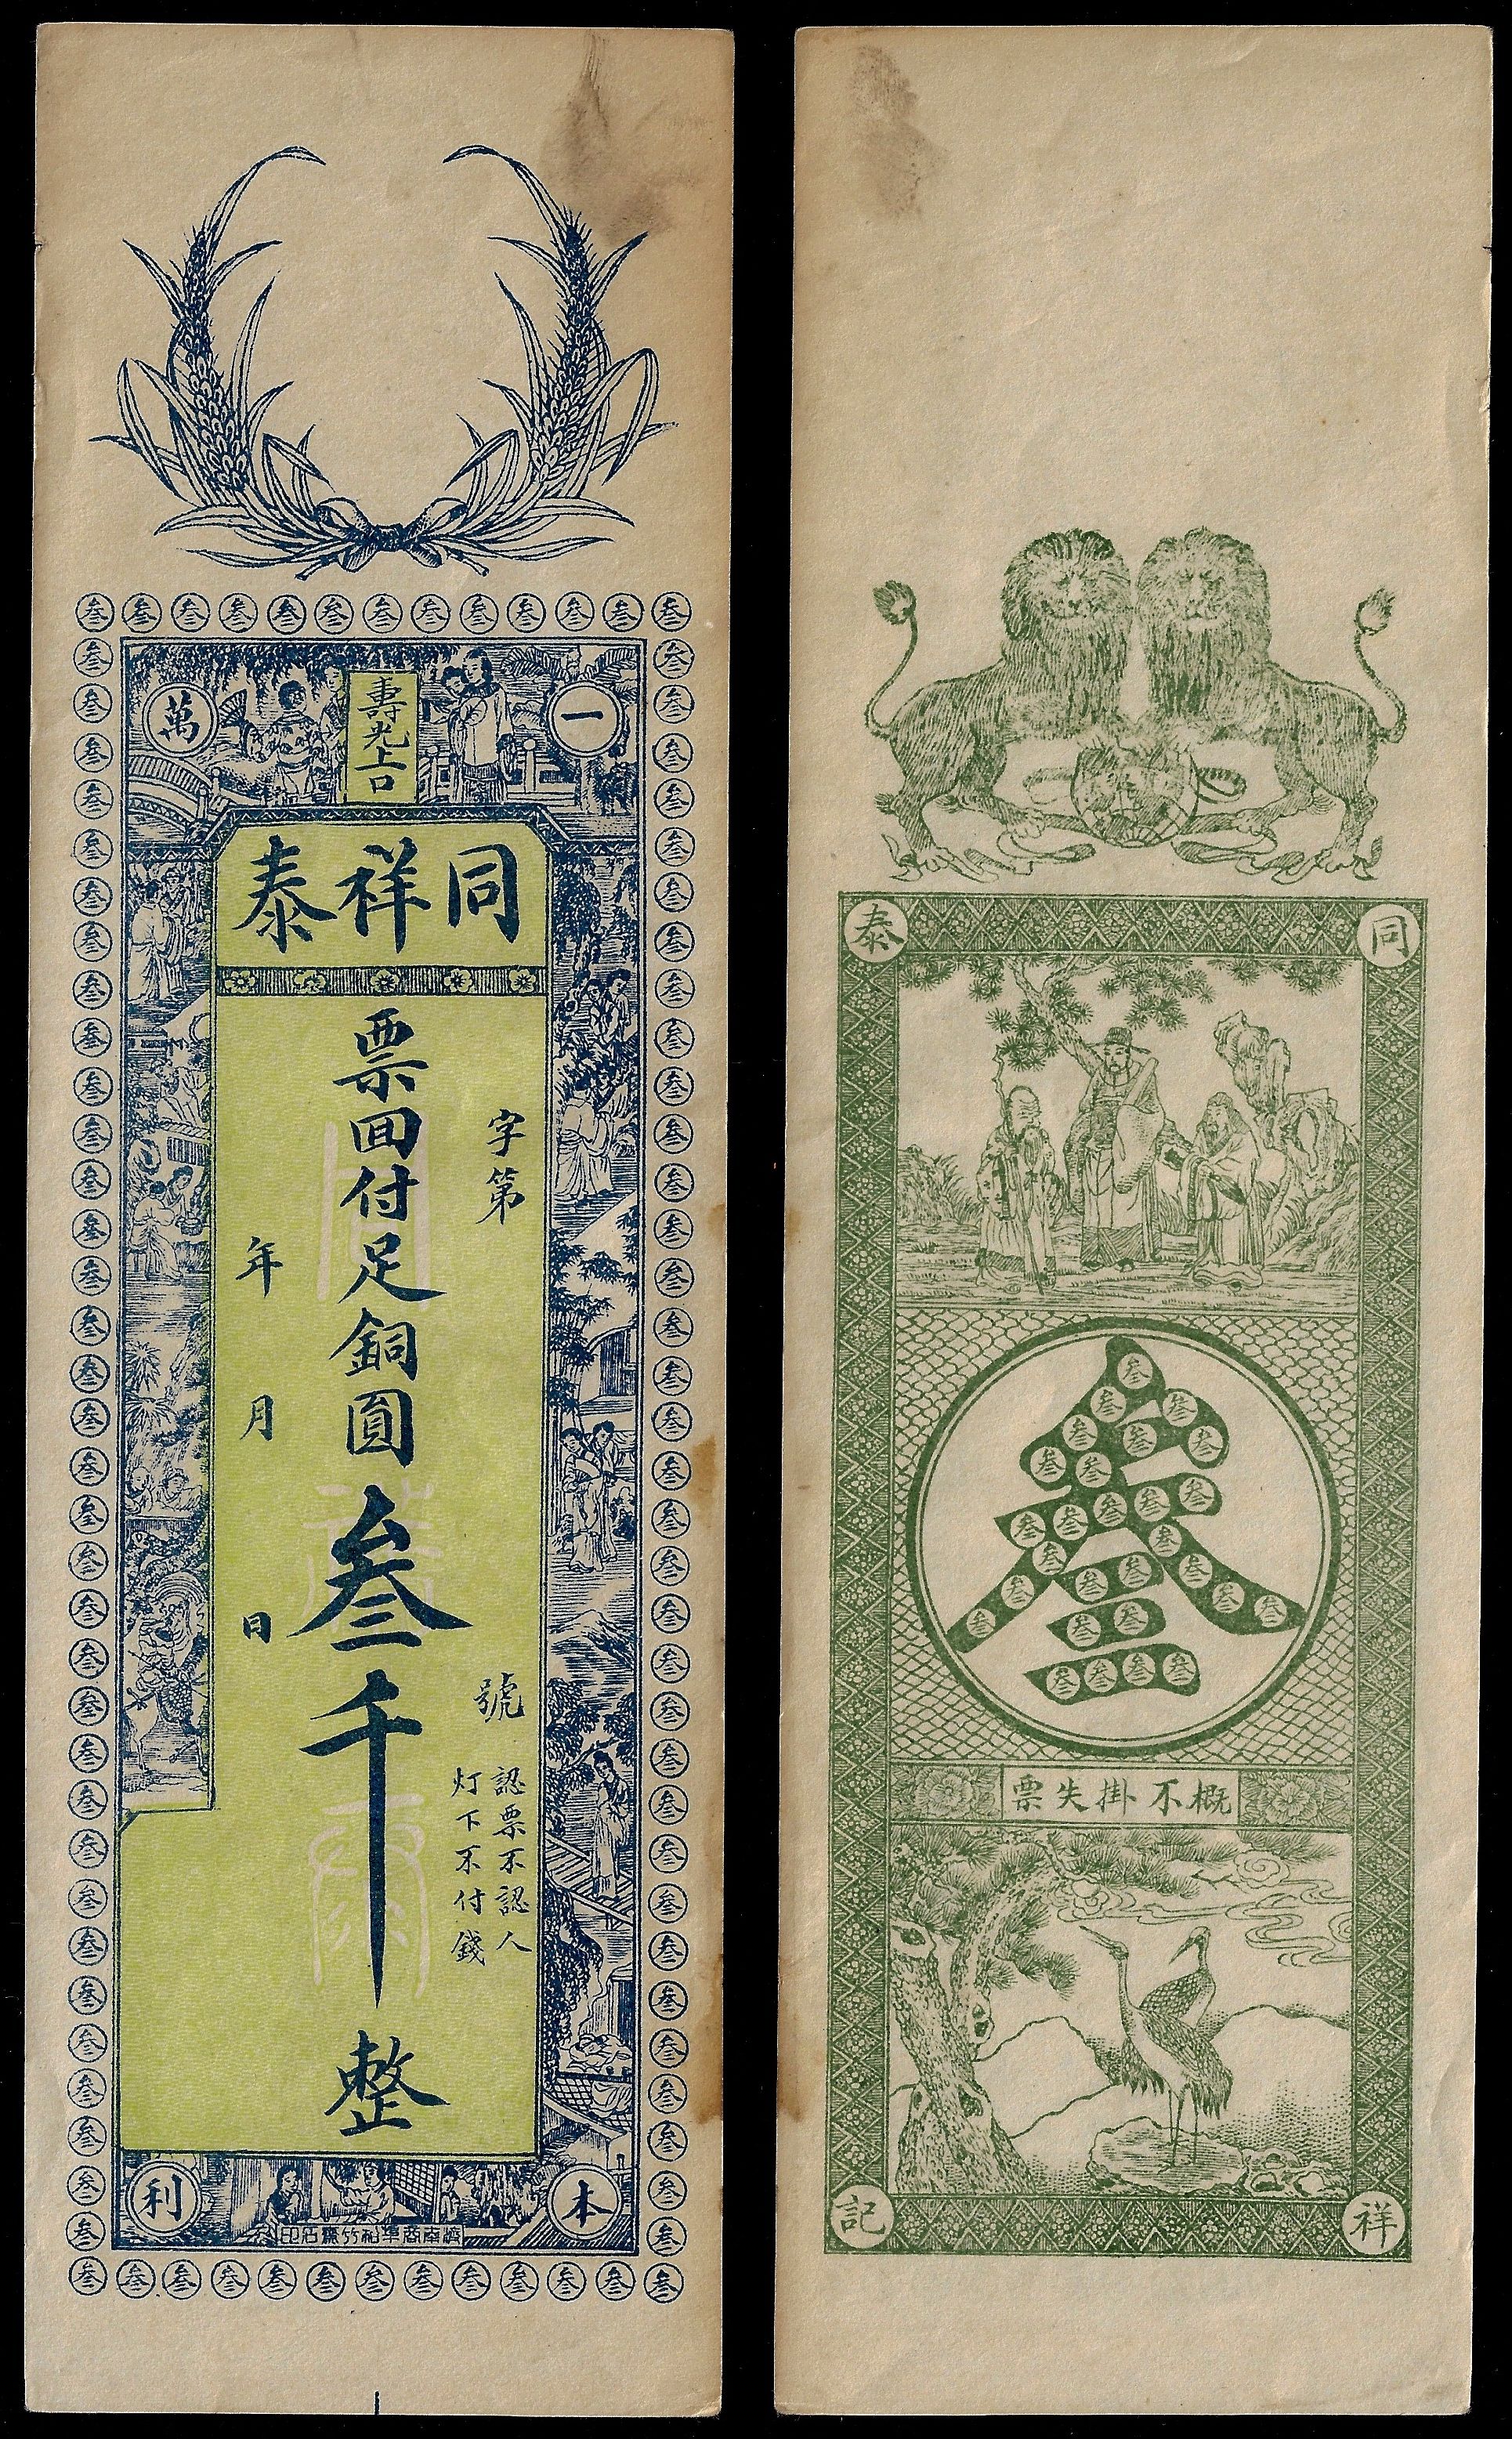 壽光上口
一本萬利
同祥泰
字第 號
票回付足銅圓叁千整
認票不認人
灯下不付錢
年 月 日
同祥泰記
叁
概不掛失票